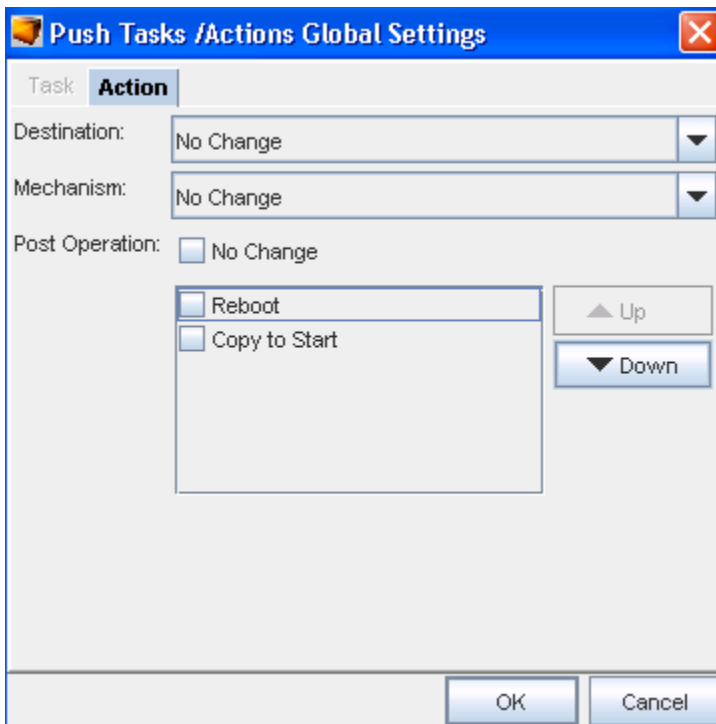 Push Tasks /Actions Global Settings
Task Action
Destination: No Change
Mechanism: No Change
Post Operation: No Change
Reboot Up
Copy to Start
Down
OK Cancel